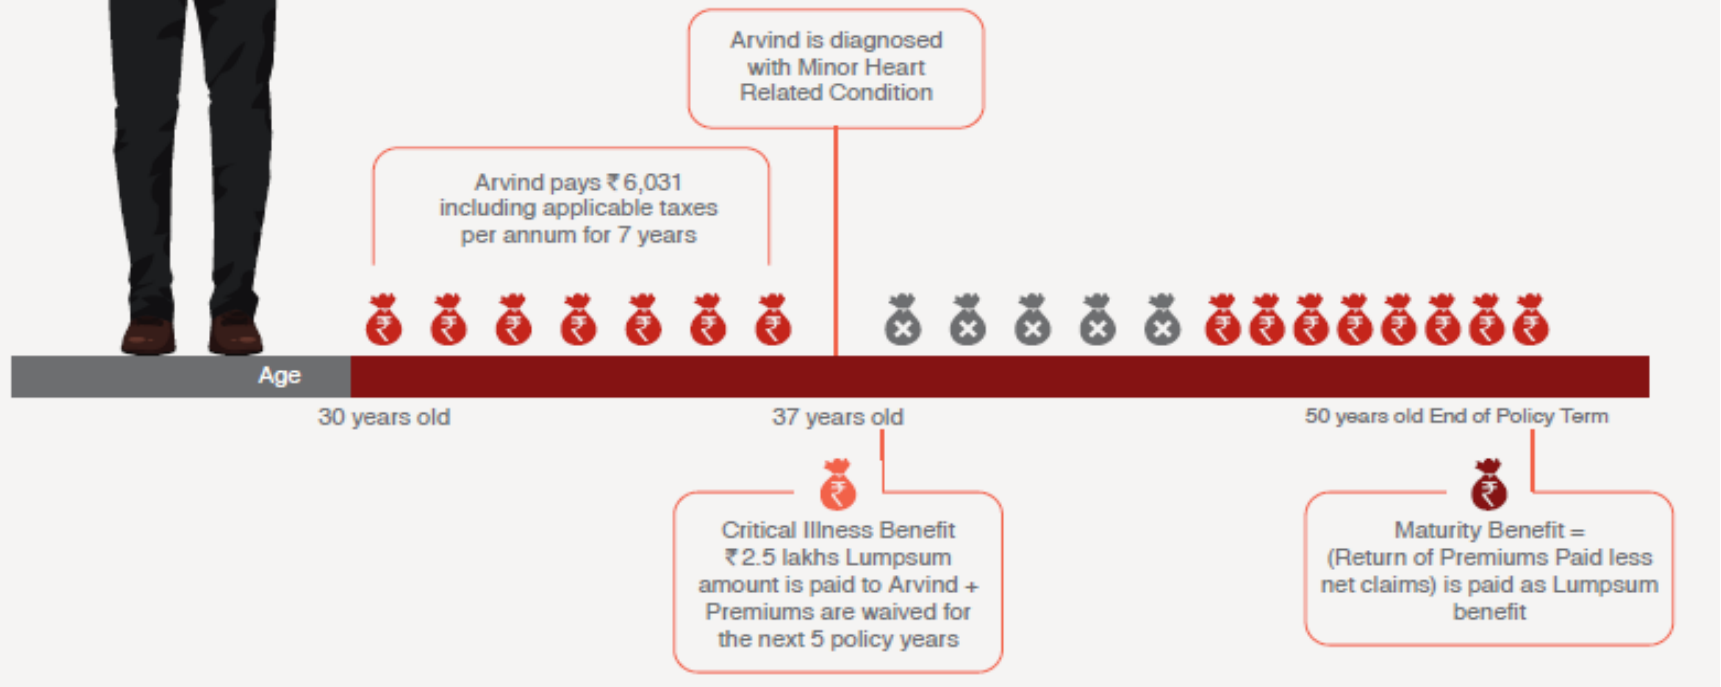 Arvind is diagnosed
with Minor Heart
Related Condition
Arvind pays ₹ 6,031
including applicable taxes
per annum for 7 years
Age
30 years old
37 years old
50 years old End of Policy Term
Critical Illness Benefit
₹ 2.5 lakhs Lumpsum
amount is paid to Arvind +
Premiums are waived for
the next 5 policy years
Maturity Benefit =
(Return of Premiums Paid less
net claims) is paid as Lumpsum
benefit